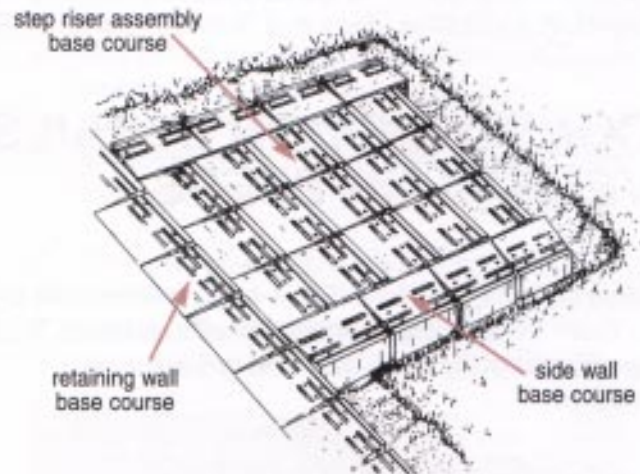 step riser assembly
base course
retaining wall
base course
side wall
base course